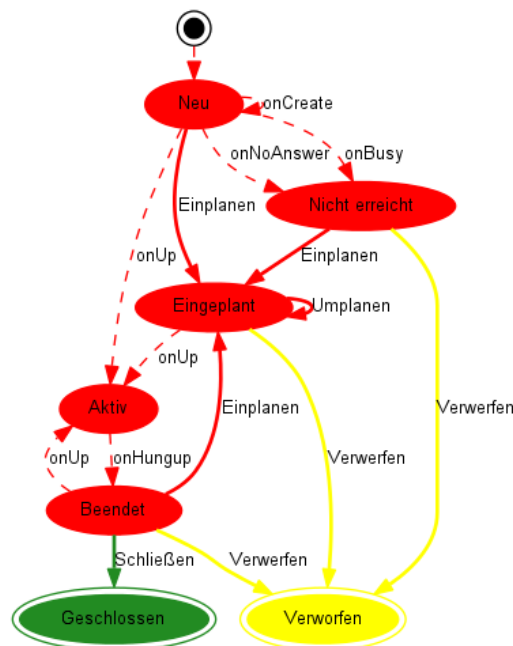 Neu
onCreate
onNoAnswer
onBusy
Einplanen
Nicht erreicht
onUp
Einplanen
Eingeplant
Umplanen
onUp
Aktiv
Einplanen
Verwerfen
onUp
onHungup
Verwerfen
Beendet
Schließen
Verwerfen
Geschlossen
Verworfen